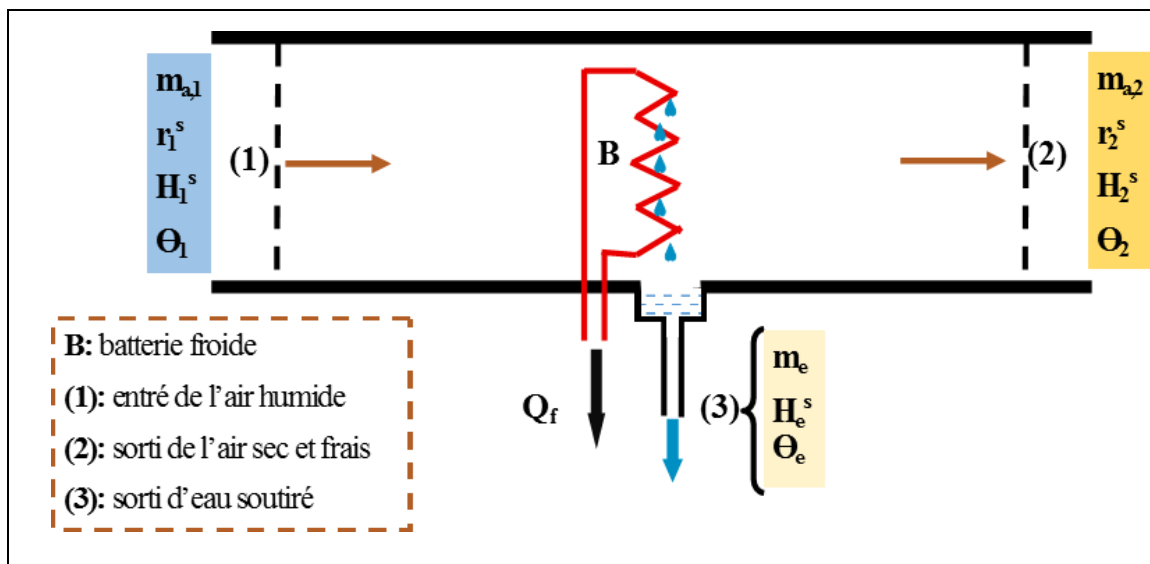 m_a,1
r_1^s
H_1^s
Θ_1
(1)
B
(2)
m_a,2
r_2^s
H_2^s
Θ_2
B: batterie froide
(1): entré de l'air humide
(2): sorti de l'air sec et frais
(3): sorti d'eau soutiré
Q_f
(3)
m_e
H_e^s
Θ_e